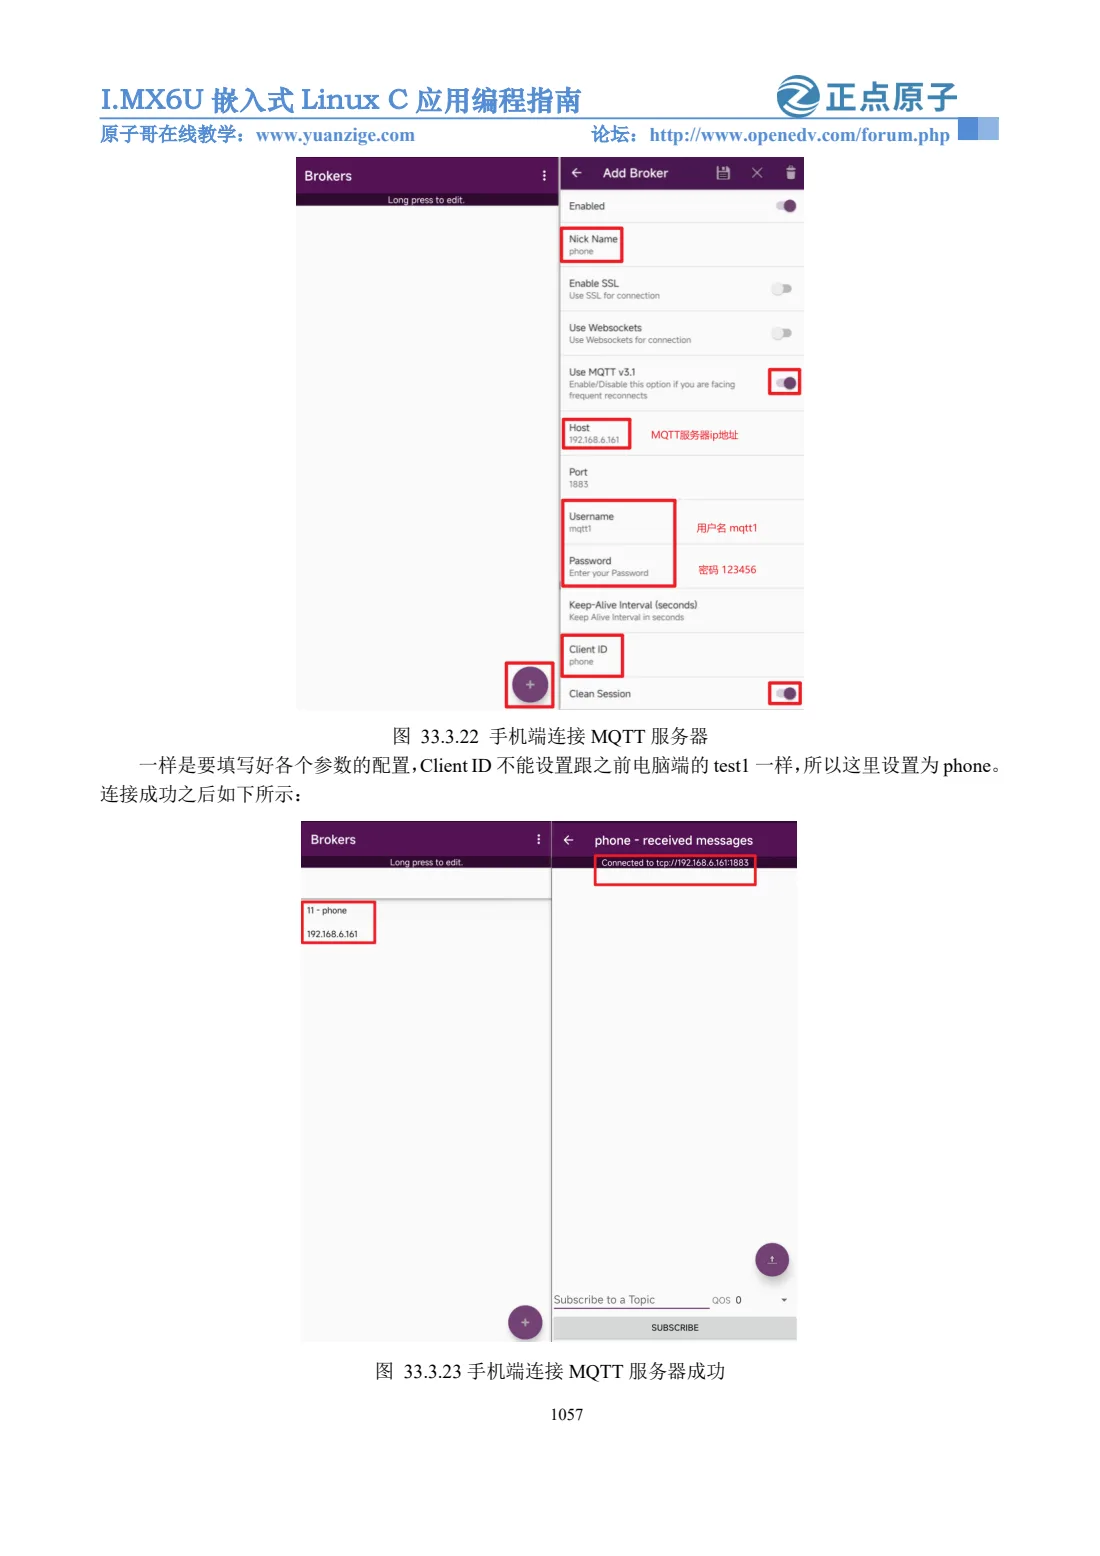 I.MX6U 嵌入式 Linux C 应用编程指南
正点原子
原子哥在线教学：www.yuanzige.com
论坛：http://www.openedv.com/forum.php
Brokers
Long press to edit.
Add Broker
Enabled
Nick Name
phone
Enable SSL
Use SSL for connection
Use Websockets
Use Websockets for connection
Use MQTT v3.1
Enable/Disable this option if you are facing
frequent reconnects
Host
192.168.6.161
MQTT服务器ip地址
Port
1883
Username
mqtt1
用户名 mqtt1
Password
Enter your Password
密码 123456
Keep-Alive Interval (seconds)
Keep Alive Interval in seconds
Client ID
phone
Clean Session
图 33.3.22 手机端连接 MQTT 服务器
一样是要填写好各个参数的配置，Client ID 不能设置跟之前电脑端的 test1 一样，所以这里设置为 phone。
连接成功之后如下所示：
Brokers
Long press to edit.
11 - phone
192.168.6.161
phone - received messages
Connected to tcp://192.168.6.161:1883
Subscribe to a Topic
QOS 0
SUBSCRIBE
图 33.3.23 手机端连接 MQTT 服务器成功
1057